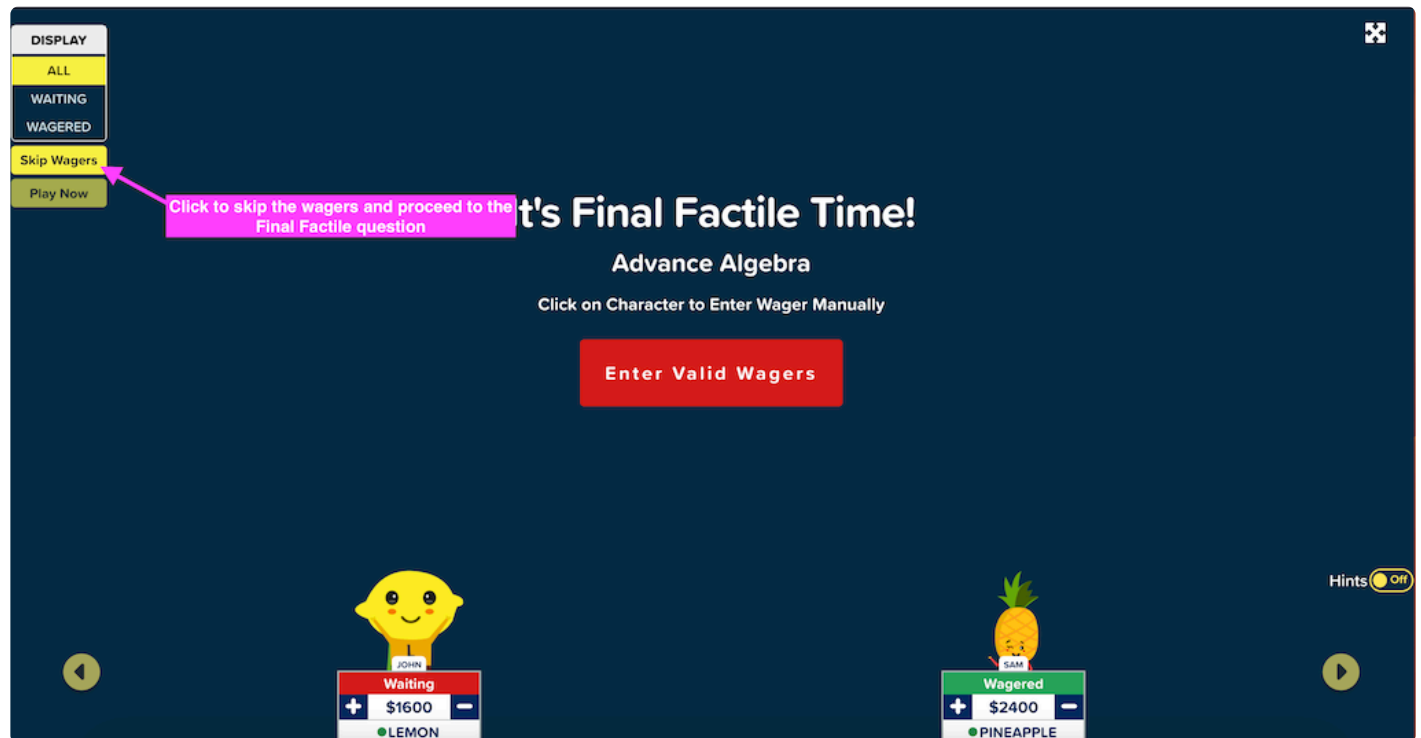 DISPLAY
ALL
WAITING
WAGERED
Skip Wagers
Play Now
Click to skip the wagers and proceed to the
Final Factile question
t's Final Factile Time!
Advance Algebra
Click on Character to Enter Wager Manually
Enter Valid Wagers
Hints Off
L
JOHN
Waiting
+ $1600 −
LEMON
SAM
Wagered
+ $2400 −
PINEAPPLE